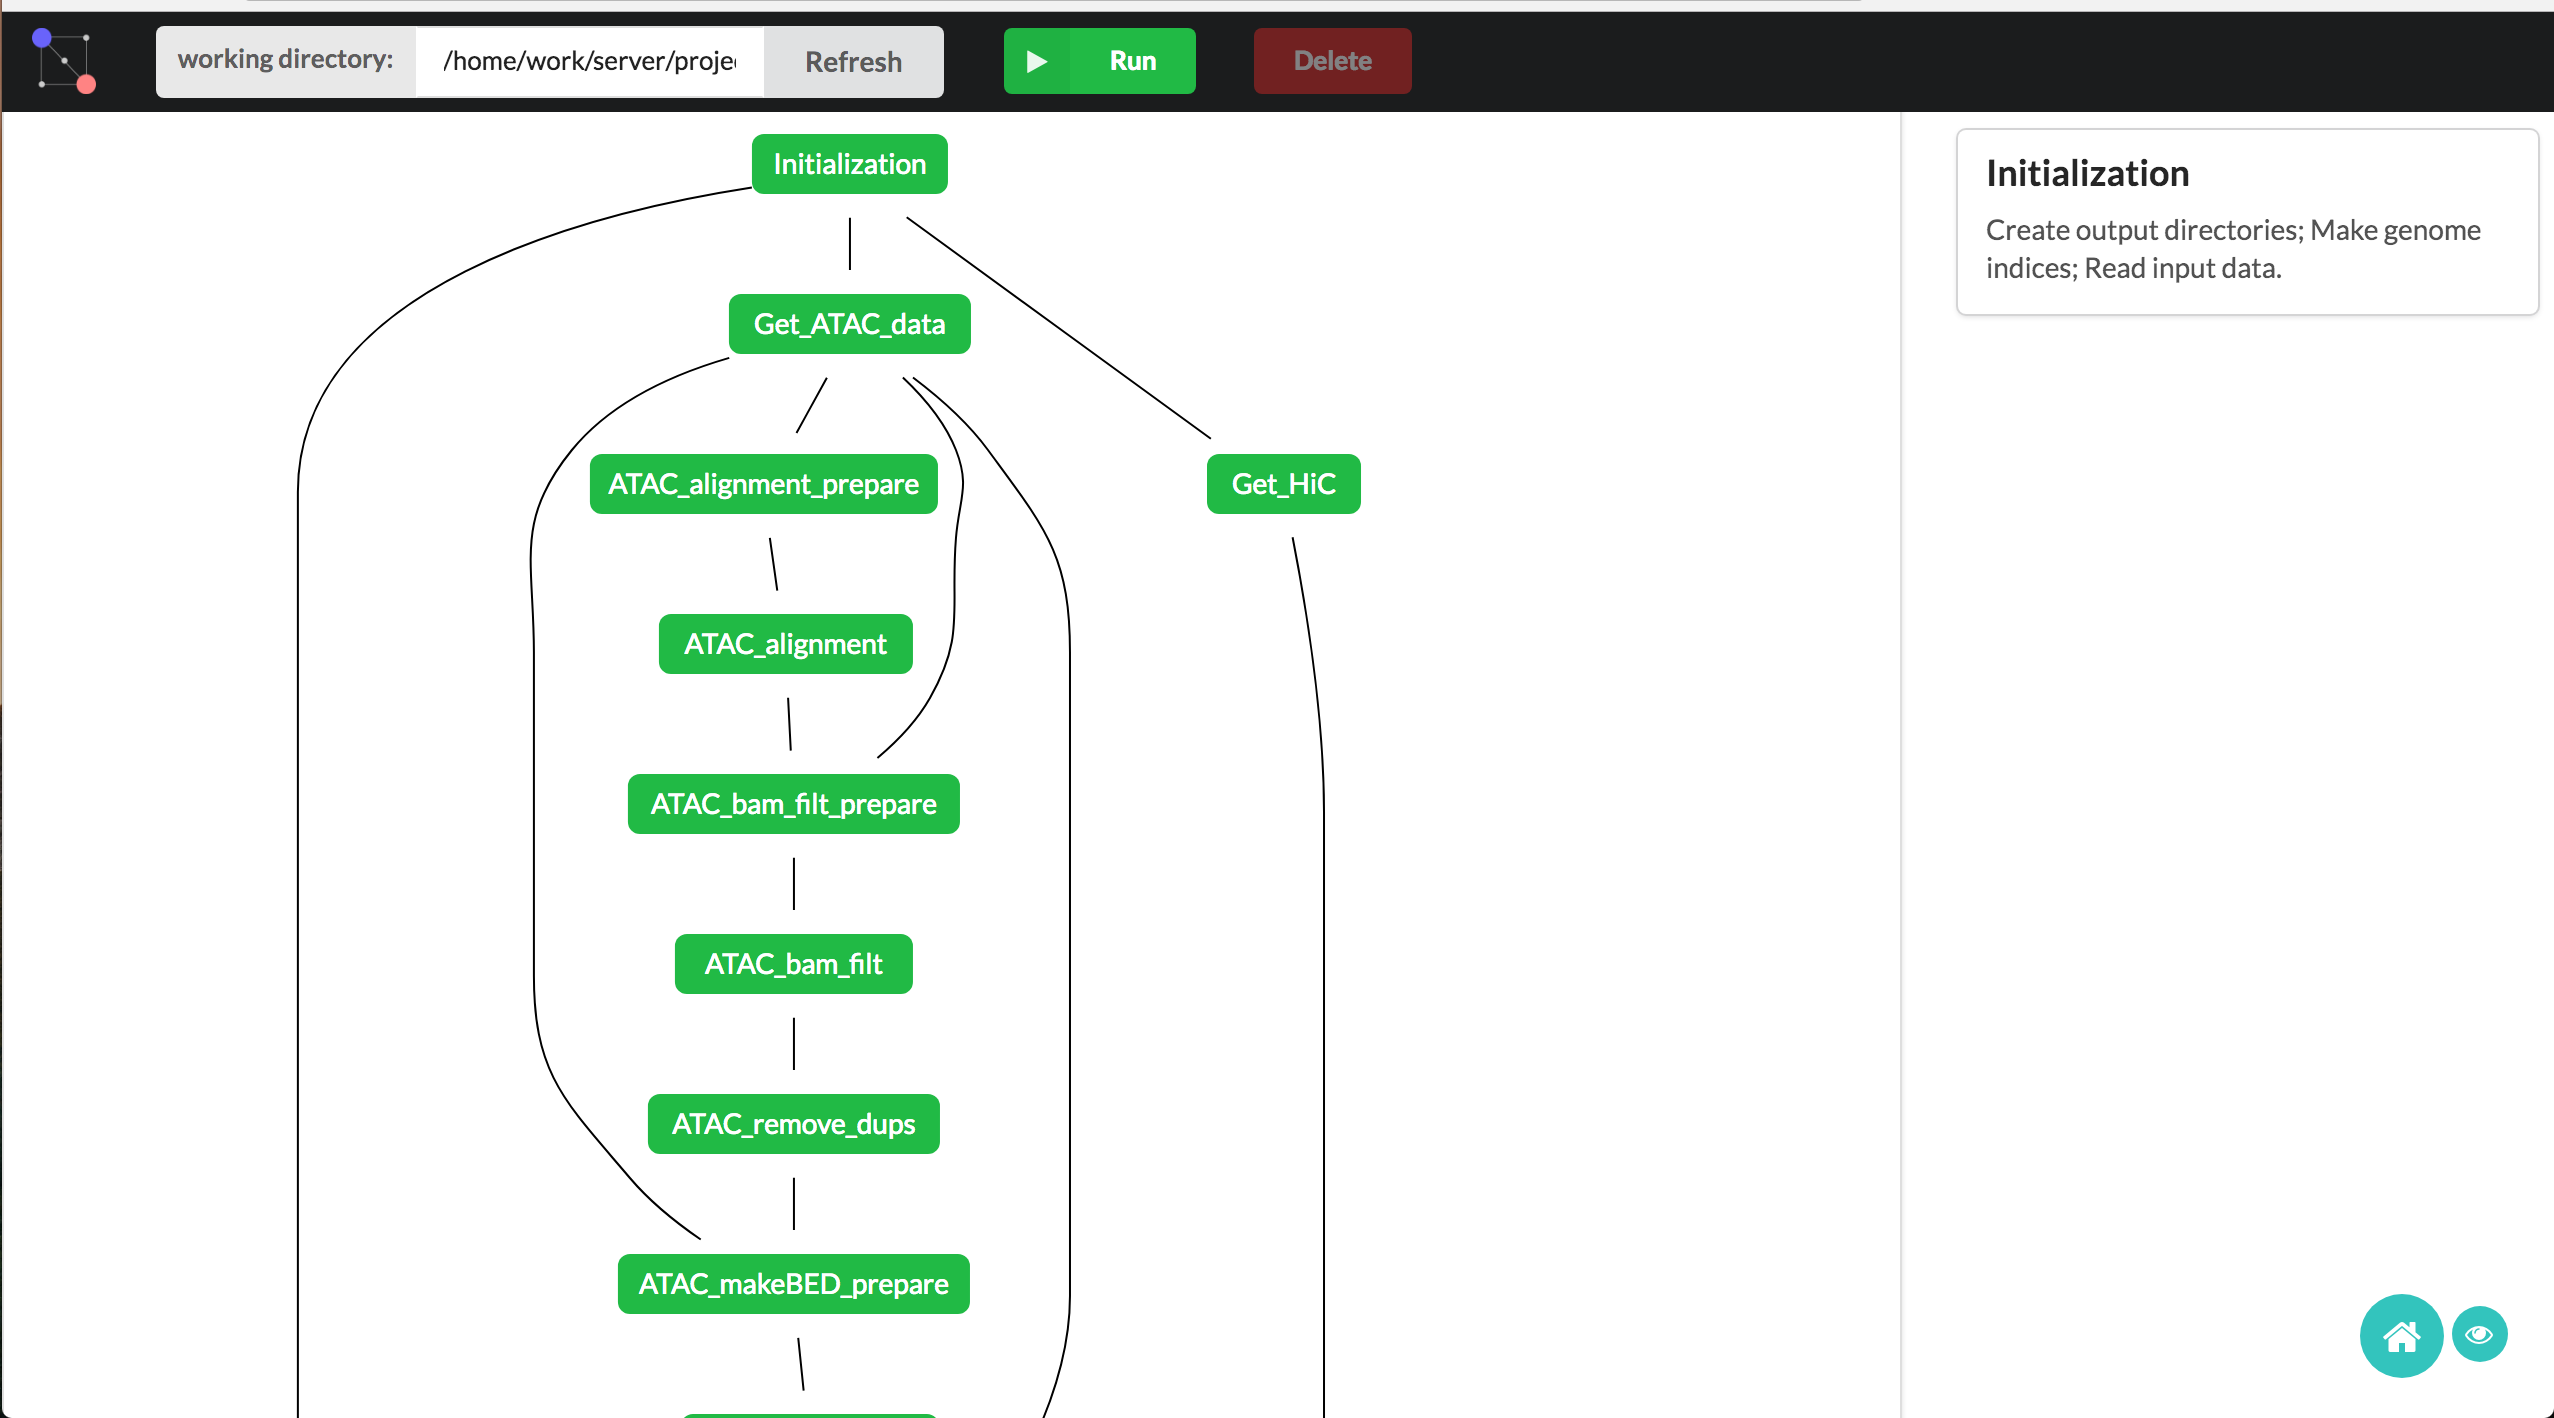 working directory:
/home/work/server/projec
Refresh
Run
Delete
Initialization
Get_ATAC_data
ATAC_alignment_prepare
Get_HiC
ATAC_alignment
ATAC_bam_filt_prepare
ATAC_bam_filt
ATAC_remove_dups
ATAC_makeBED_prepare
Initialization
Create output directories; Make genome
indices; Read input data.